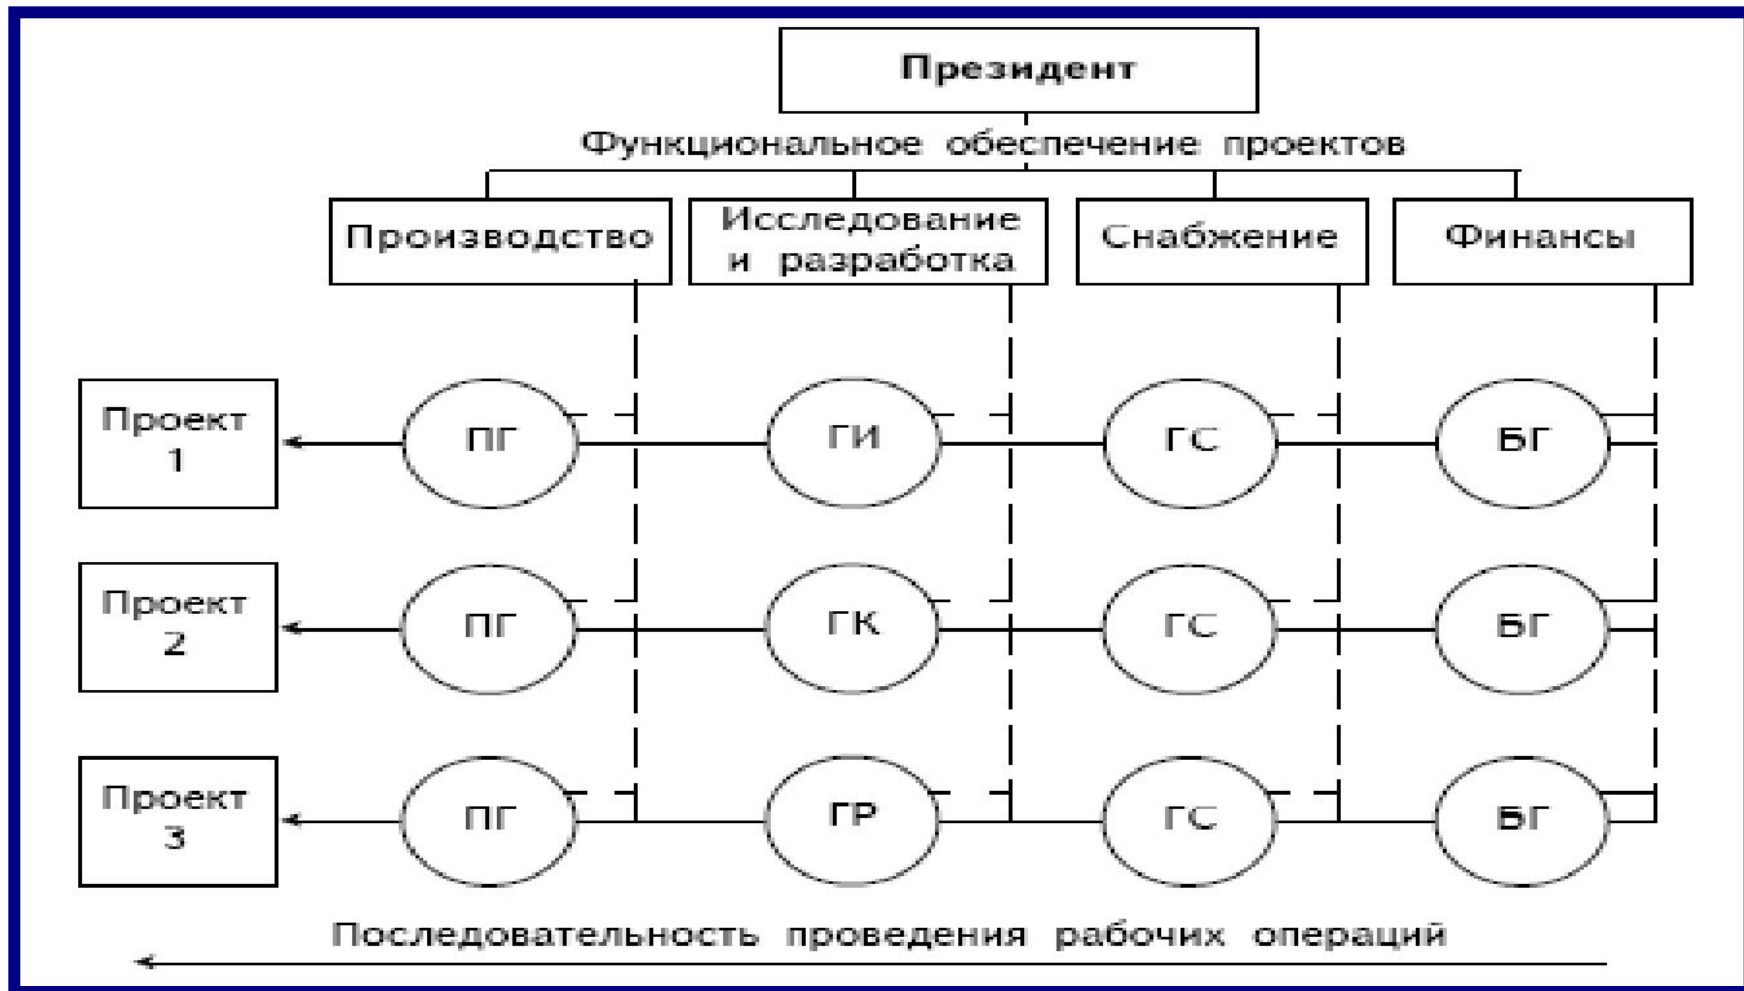 Президент
Функциональное обеспечение проектов
Производство
Исследование
и разработка
Снабжение
Финансы
Проект
1
ПГ
ГИ
ГС
БГ
Проект
2
ПГ
ГК
ГС
БГ
Проект
3
ПГ
ГР
ГС
БГ
Последовательность проведения рабочих операций